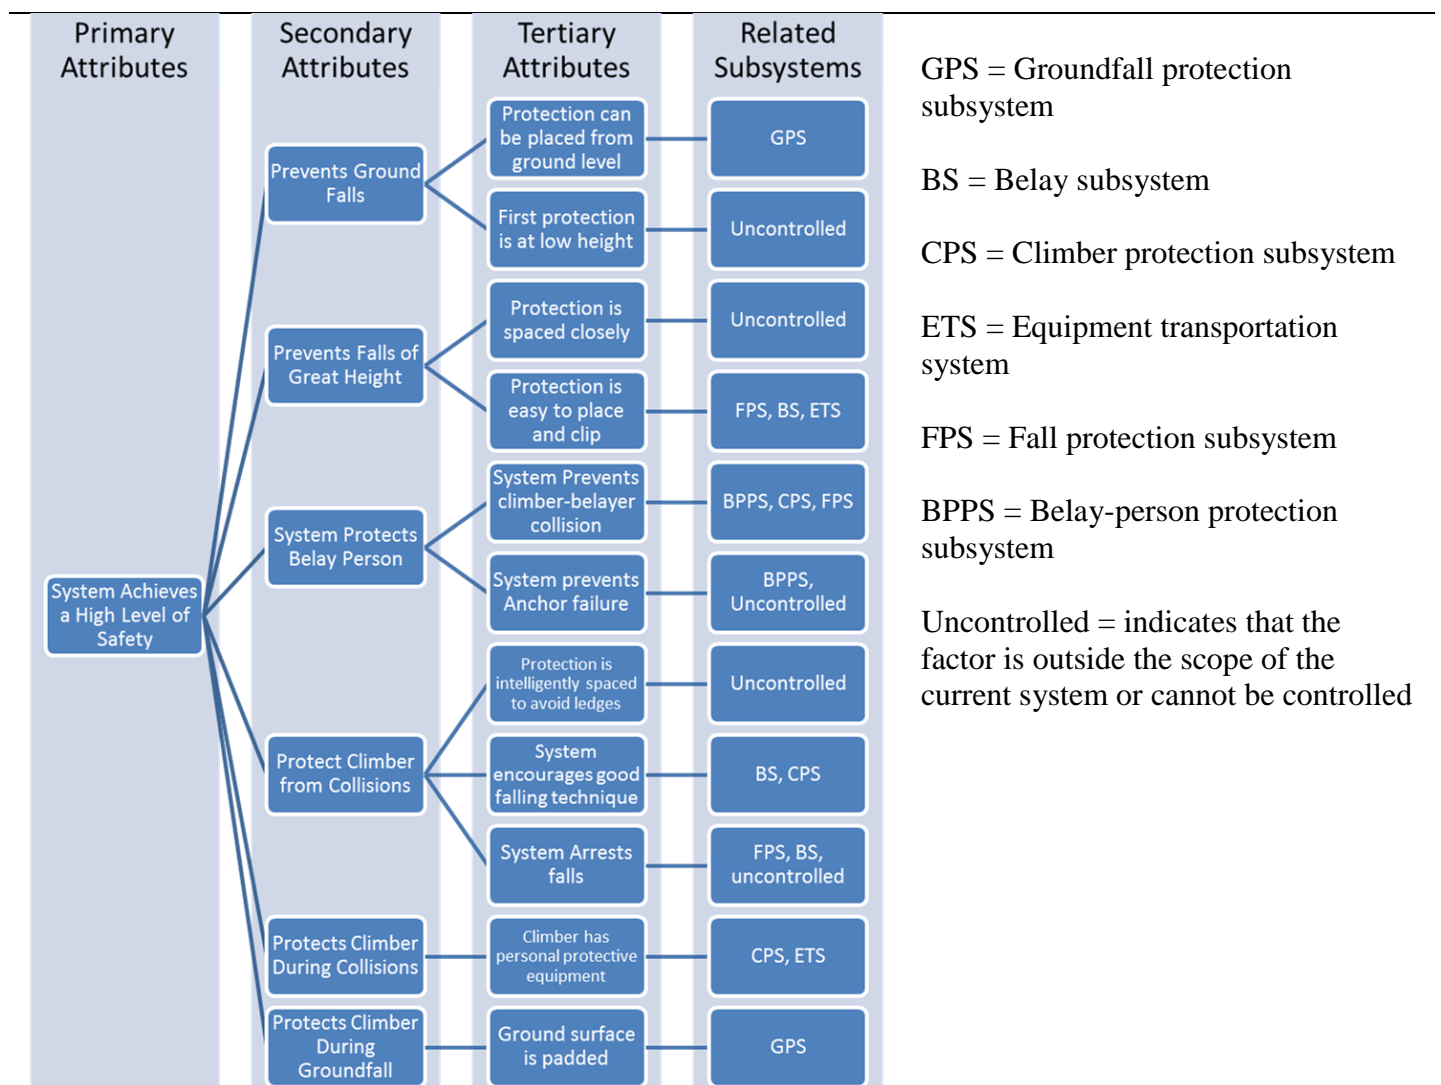 Primary
Attributes
Secondary
Attributes
Tertiary
Attributes
Related
Subsystems
System Achieves
a High Level of
Safety
Prevents Ground
Falls
Protection can
be placed from
ground level
GPS
First protection
is at low height
Uncontrolled
Prevents Falls of
Great Height
Protection is
spaced closely
Uncontrolled
Protection is
easy to place
and clip
FPS, BS, ETS
System Protects
Belay Person
System Prevents
climber-belayer
collision
BPPS, CPS, FPS
System prevents
Anchor failure
BPPS,
Uncontrolled
Protect Climber
from Collisions
Protection is
intelligently spaced
to avoid ledges
Uncontrolled
System
encourages good
falling technique
BS, CPS
System Arrests
falls
FPS, BS,
uncontrolled
Protects Climber
During Collisions
Climber has
personal protective
equipment
CPS, ETS
Protects Climber
During
Groundfall
Ground surface
is padded
GPS
GPS = Groundfall protection
subsystem
BS = Belay subsystem
CPS = Climber protection subsystem
ETS = Equipment transportation
system
FPS = Fall protection subsystem
BPPS = Belay-person protection
subsystem
Uncontrolled = indicates that the
factor is outside the scope of the
current system or cannot be controlled